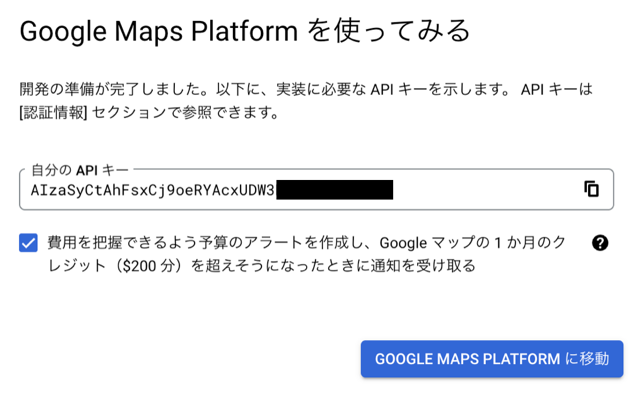 Google Maps Platform を使ってみる
開発の準備が完了しました。以下に、実装に必要な API キーを示します。 API キーは
[認証情報] セクションで参照できます。
自分の API キー
AIzaSyCtAhFsxCj9oeRYAcxUDW3
費用を把握できるよう予算のアラートを作成し、Google マップの 1 か月のク
レジット（$200 分）を超えそうになったときに通知を受け取る
GOOGLE MAPS PLATFORM に移動